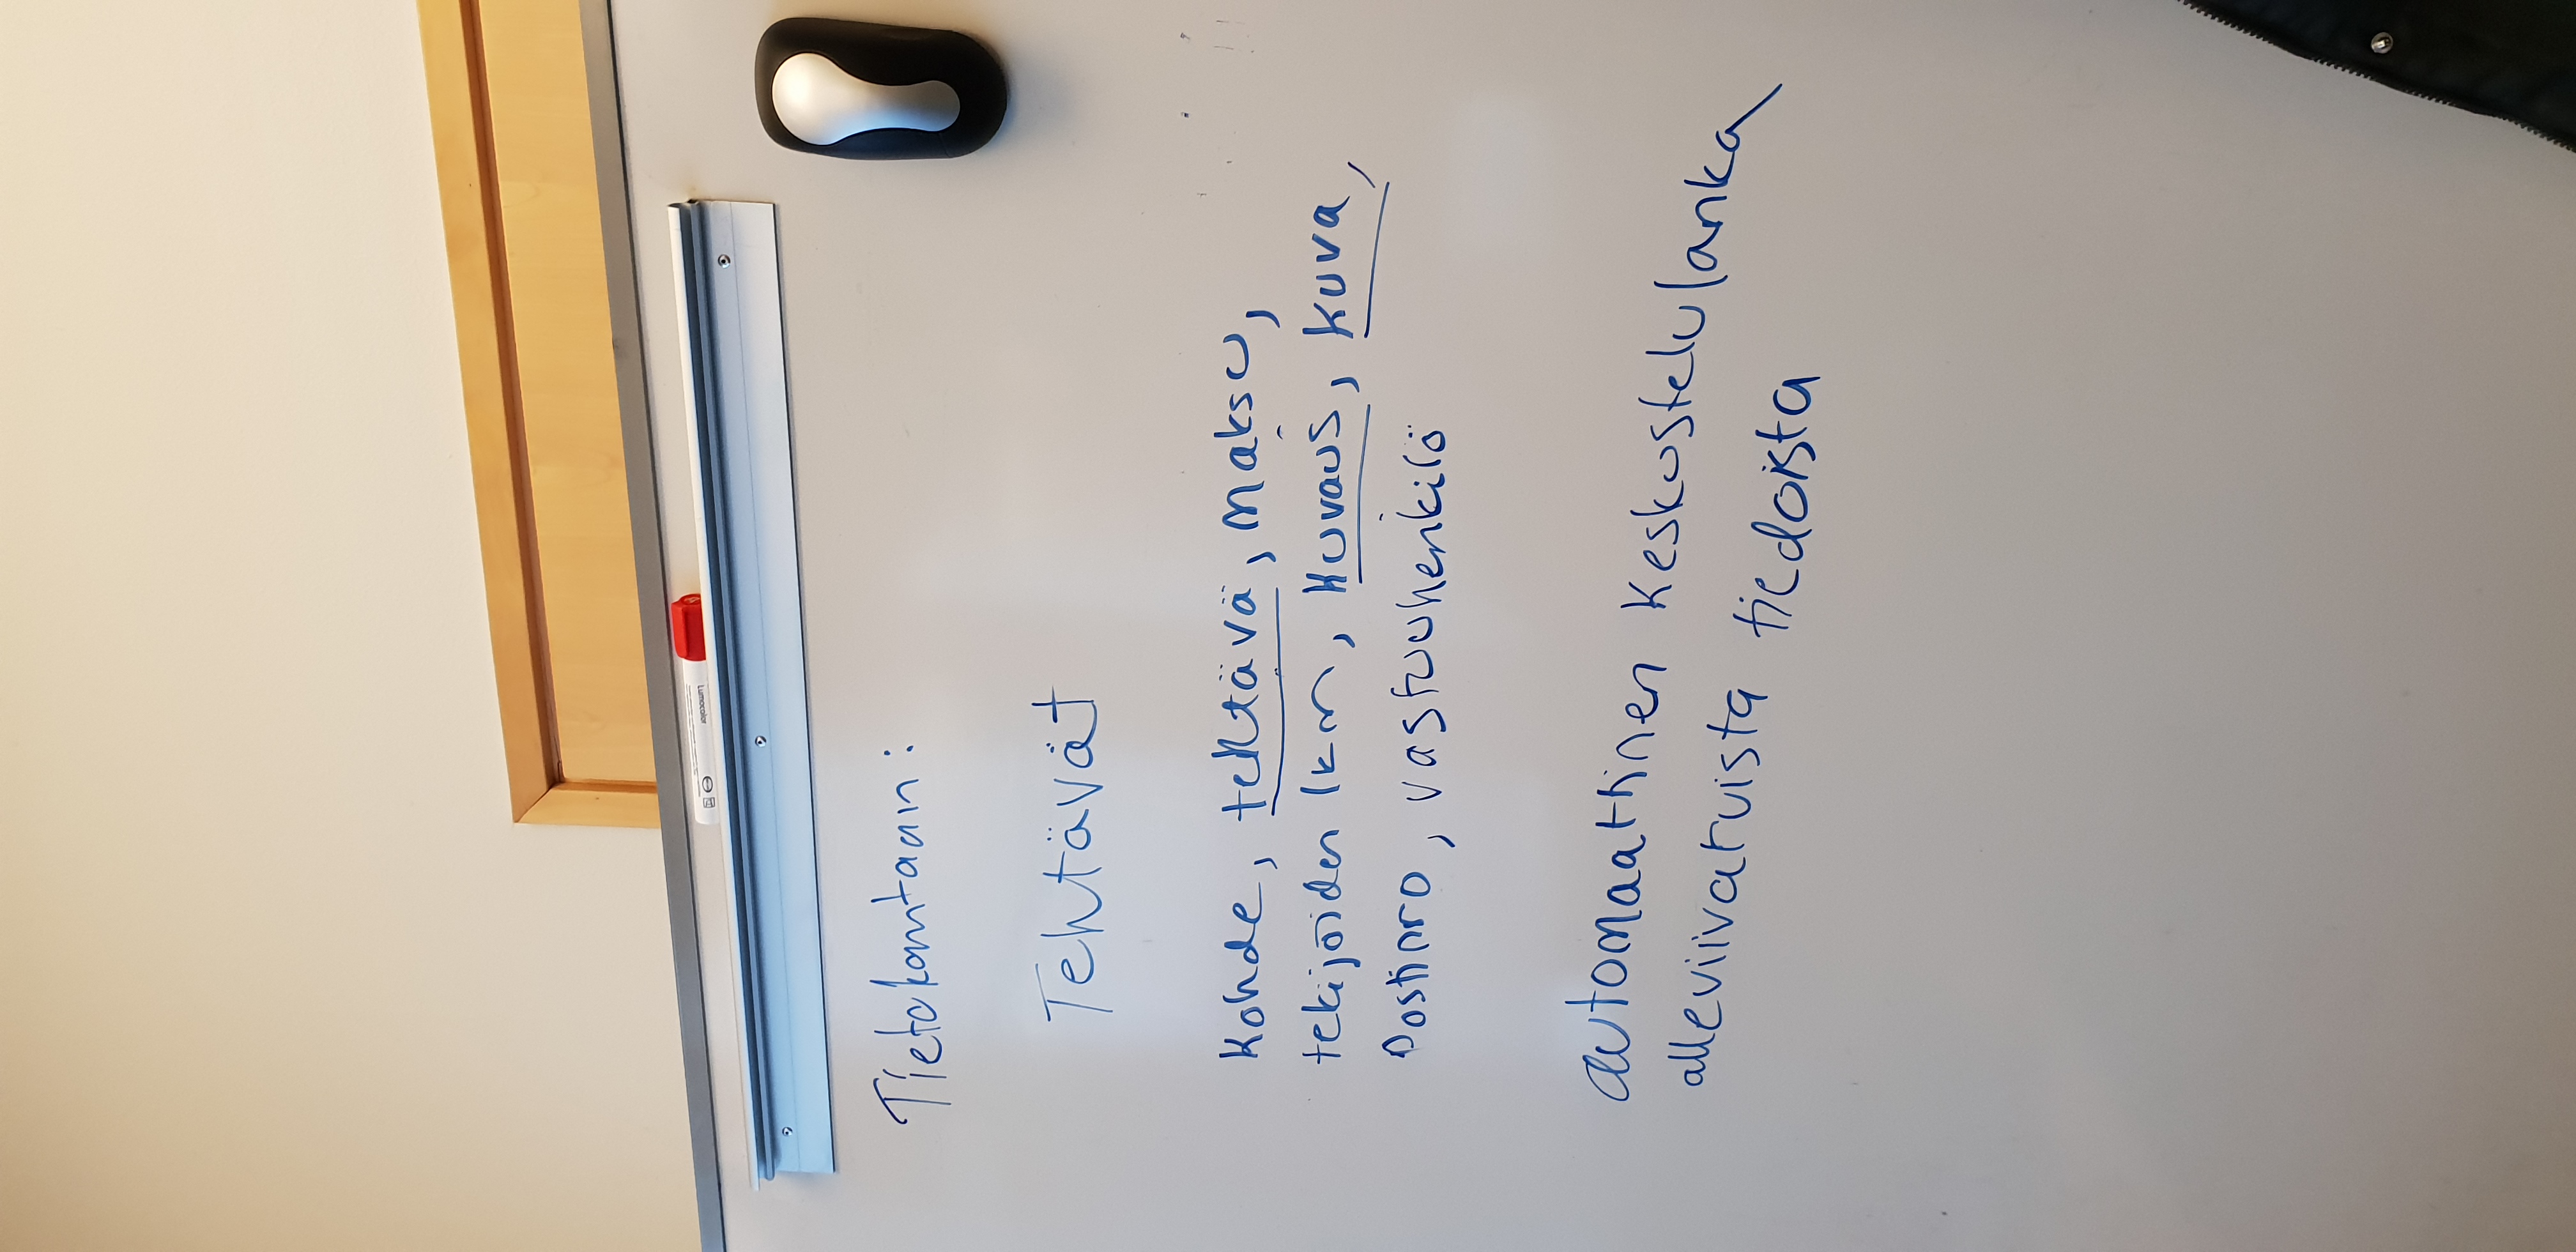 Lumocolor
Tietokantaan:
Tehtävät
Kohde, tehtävä, maksu,
tekijöiden lkm, Kuvaus, kuva,
Postinro, vastuuhenkilö
automaattinen keskustelulanka
alleviivatuista tiedoista